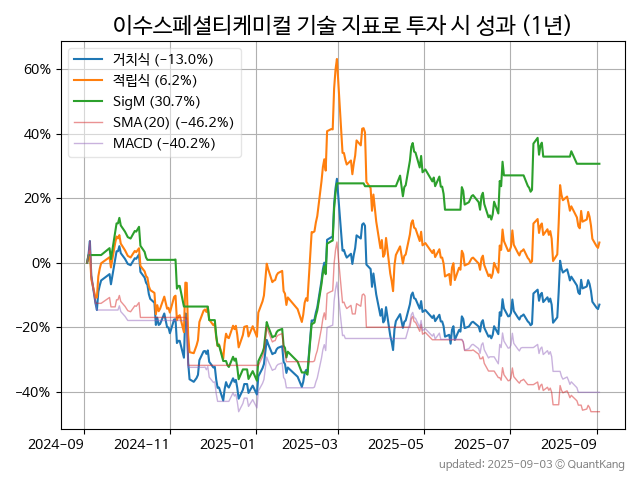 이수스페셜티케미컬 기술 지표로 투자 시 성과 (1년)
거치식 (−13.0%)
적립식 (6.2%)
SigM (30.7%)
SMA(20) (−46.2%)
MACD (−40.2%)
60%
40%
20%
0%
−20%
−40%
2024-09
2024-11
2025-01
2025-03
2025-05
2025-07
2025-09
updated: 2025-09-03 © QuantKang